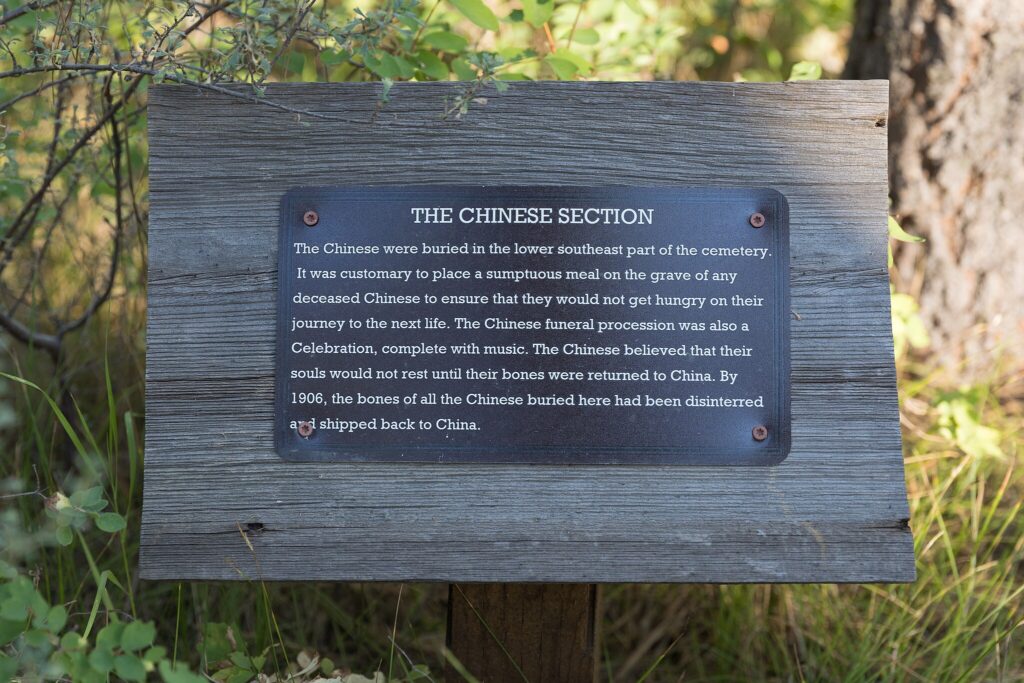 THE CHINESE SECTION
The Chinese were buried in the lower southeast part of the cemetery.
It was customary to place a sumptuous meal on the grave of any
deceased Chinese to ensure that they would not get hungry on their
journey to the next life. The Chinese funeral procession was also a
Celebration, complete with music. The Chinese believed that their
souls would not rest until their bones were returned to China. By
1906, the bones of all the Chinese buried here had been disinterred
and shipped back to China.